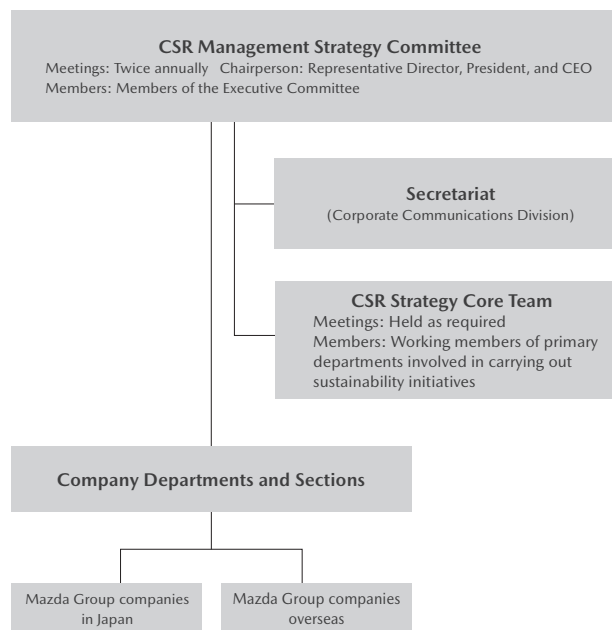 CSR Management Strategy Committee
Meetings: Twice annually Chairperson: Representative Director, President, and CEO
Members: Members of the Executive Committee
Secretariat
(Corporate Communications Division)
CSR Strategy Core Team
Meetings: Held as required
Members: Working members of primary
departments involved in carrying out
sustainability initiatives
Company Departments and Sections
Mazda Group companies
in Japan
Mazda Group companies
overseas